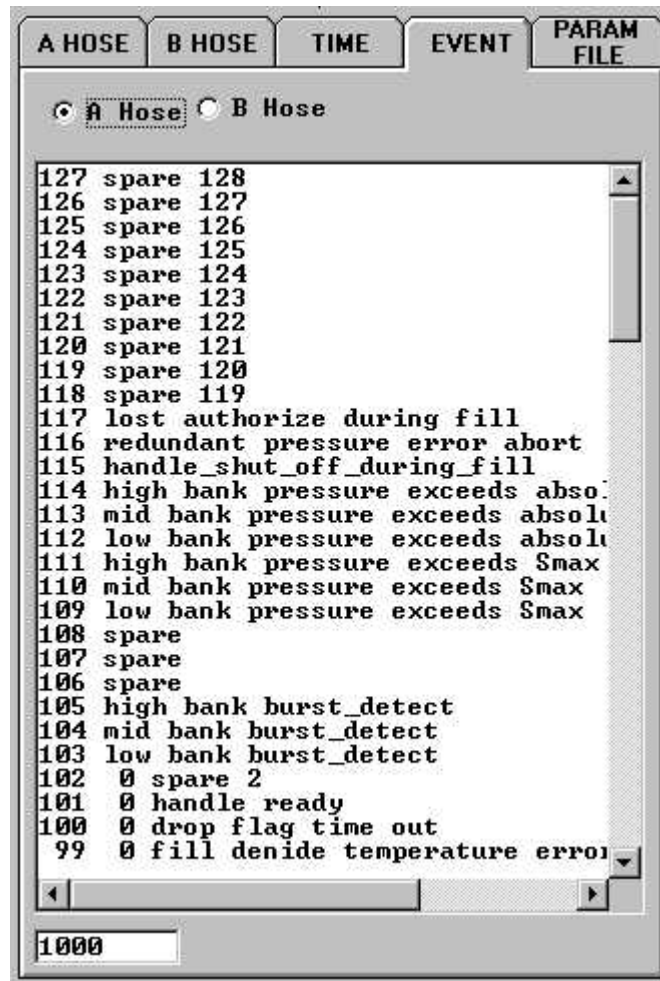 A HOSE B HOSE TIME EVENT PARAM FILE
A Hose B Hose
127 spare 128
126 spare 127
125 spare 126
124 spare 125
123 spare 124
122 spare 123
121 spare 122
120 spare 121
119 spare 120
118 spare 119
117 lost authorize during fill
116 redundant pressure error abort
115 handle_shut_off_during_fill
114 high bank pressure exceeds
113 mid bank pressure exceeds
112 low bank pressure exceeds
111 high bank pressure exceeds Smax
110 mid bank pressure exceeds Smax
109 low bank pressure exceeds Smax
108 spare
107 spare
106 spare
105 high bank burst_detect
104 mid bank burst_detect
103 low bank burst_detect
102 0 spare 2
101 0 handle ready
100 0 drop flag time out
99 0 fill denide temperature error
1000